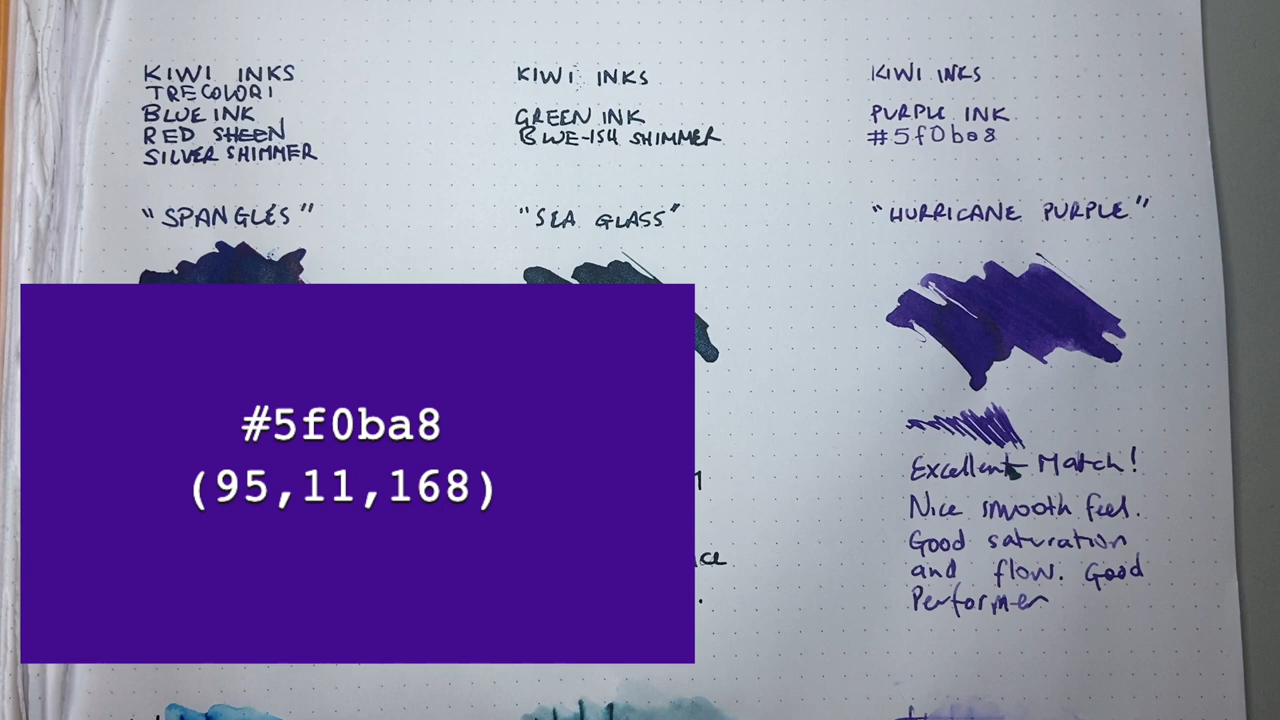 KIWI INKS
TRECOLORI
BLUE INK
RED SHEEN
SILVER SHIMMER
"SPANGLES"
KIWI INKS
GREEN INK
BLUE-ISH SHIMMER
"SEA GLASS"
KIWI INKS
PURPLE INK
#5f0ba8
"HURRICANE PURPLE"
Excellent Match!
Nice smooth feel.
Good saturation
and flow. Good
Performer
#5f0ba8
(95,11,168)